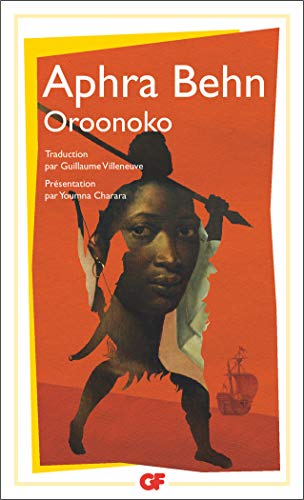 Aphra Behn
Oroonoko
Traduction
par Guillaume Villeneuve
Présentation
par Youmna Charara
GF